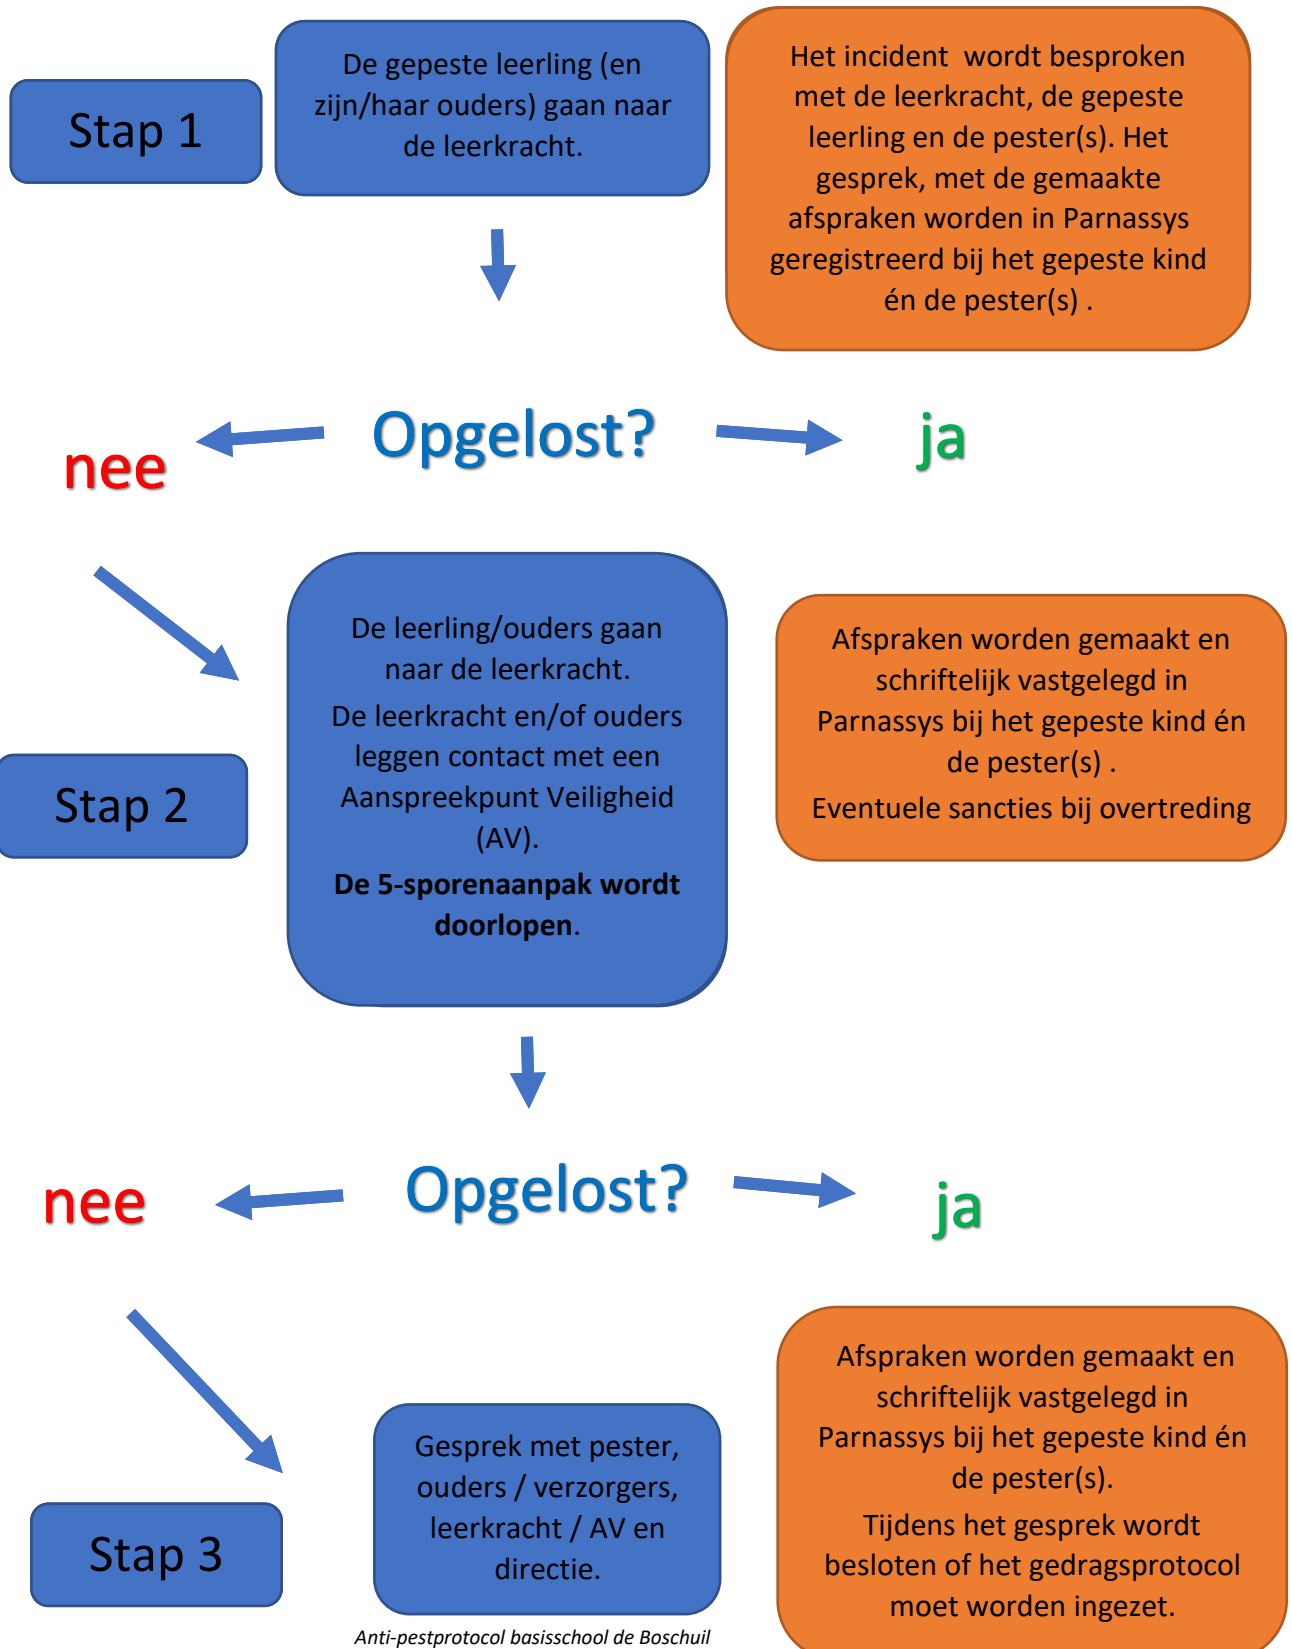 Stap 1
De gepeste leerling (en
zijn/haar ouders) gaan naar
de leerkracht.
Het incident  wordt besproken
met de leerkracht, de gepeste
leerling en de pester(s). Het
gesprek, met de gemaakte
afspraken worden in Parnassys
geregistreerd bij het gepeste kind
én de pester(s) .
nee
Opgelost?
ja
Stap 2
De leerling/ouders gaan
naar de leerkracht.
De leerkracht en/of ouders
leggen contact met een
Aanspreekpunt Veiligheid
(AV).
De 5-sporenaanpak wordt
doorlopen.
Afspraken worden gemaakt en
schriftelijk vastgelegd in
Parnassys bij het gepeste kind én
de pester(s) .
Eventuele sancties bij overtreding
nee
Opgelost?
ja
Stap 3
Gesprek met pester,
ouders / verzorgers,
leerkracht / AV en
directie.
Afspraken worden gemaakt en
schriftelijk vastgelegd in
Parnassys bij het gepeste kind én
de pester(s).
Tijdens het gesprek wordt
besloten of het gedragsprotocol
moet worden ingezet.
Anti-pestprotocol basisschool de Boschuil